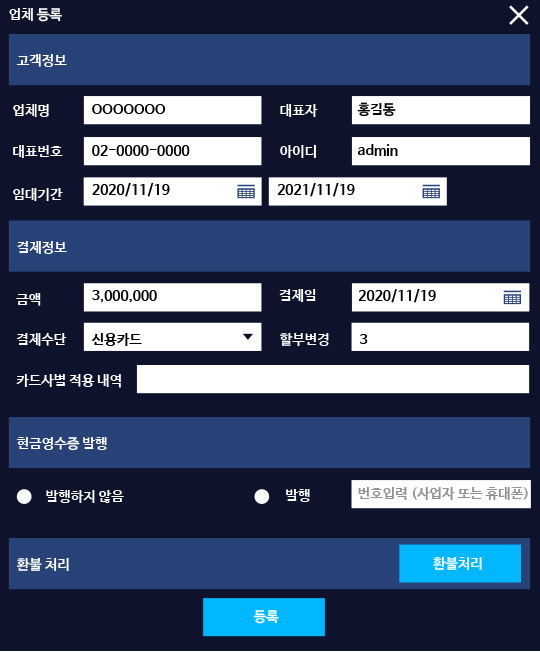 업체 등록
고객정보
업체명 OOOOOOO 대표자 홍길동
대표번호 02-0000-0000 아이디 admin
임대기간 2020/11/19 2021/11/19
결제정보
금액 3,000,000 결제일 2020/11/19
결제수단 신용카드 할부변경 3
카드사별 적용 내역
현금영수증 발행
발행하지 않음 발행 번호입력 (사업자 또는 휴대폰)
환불 처리 환불처리
등록